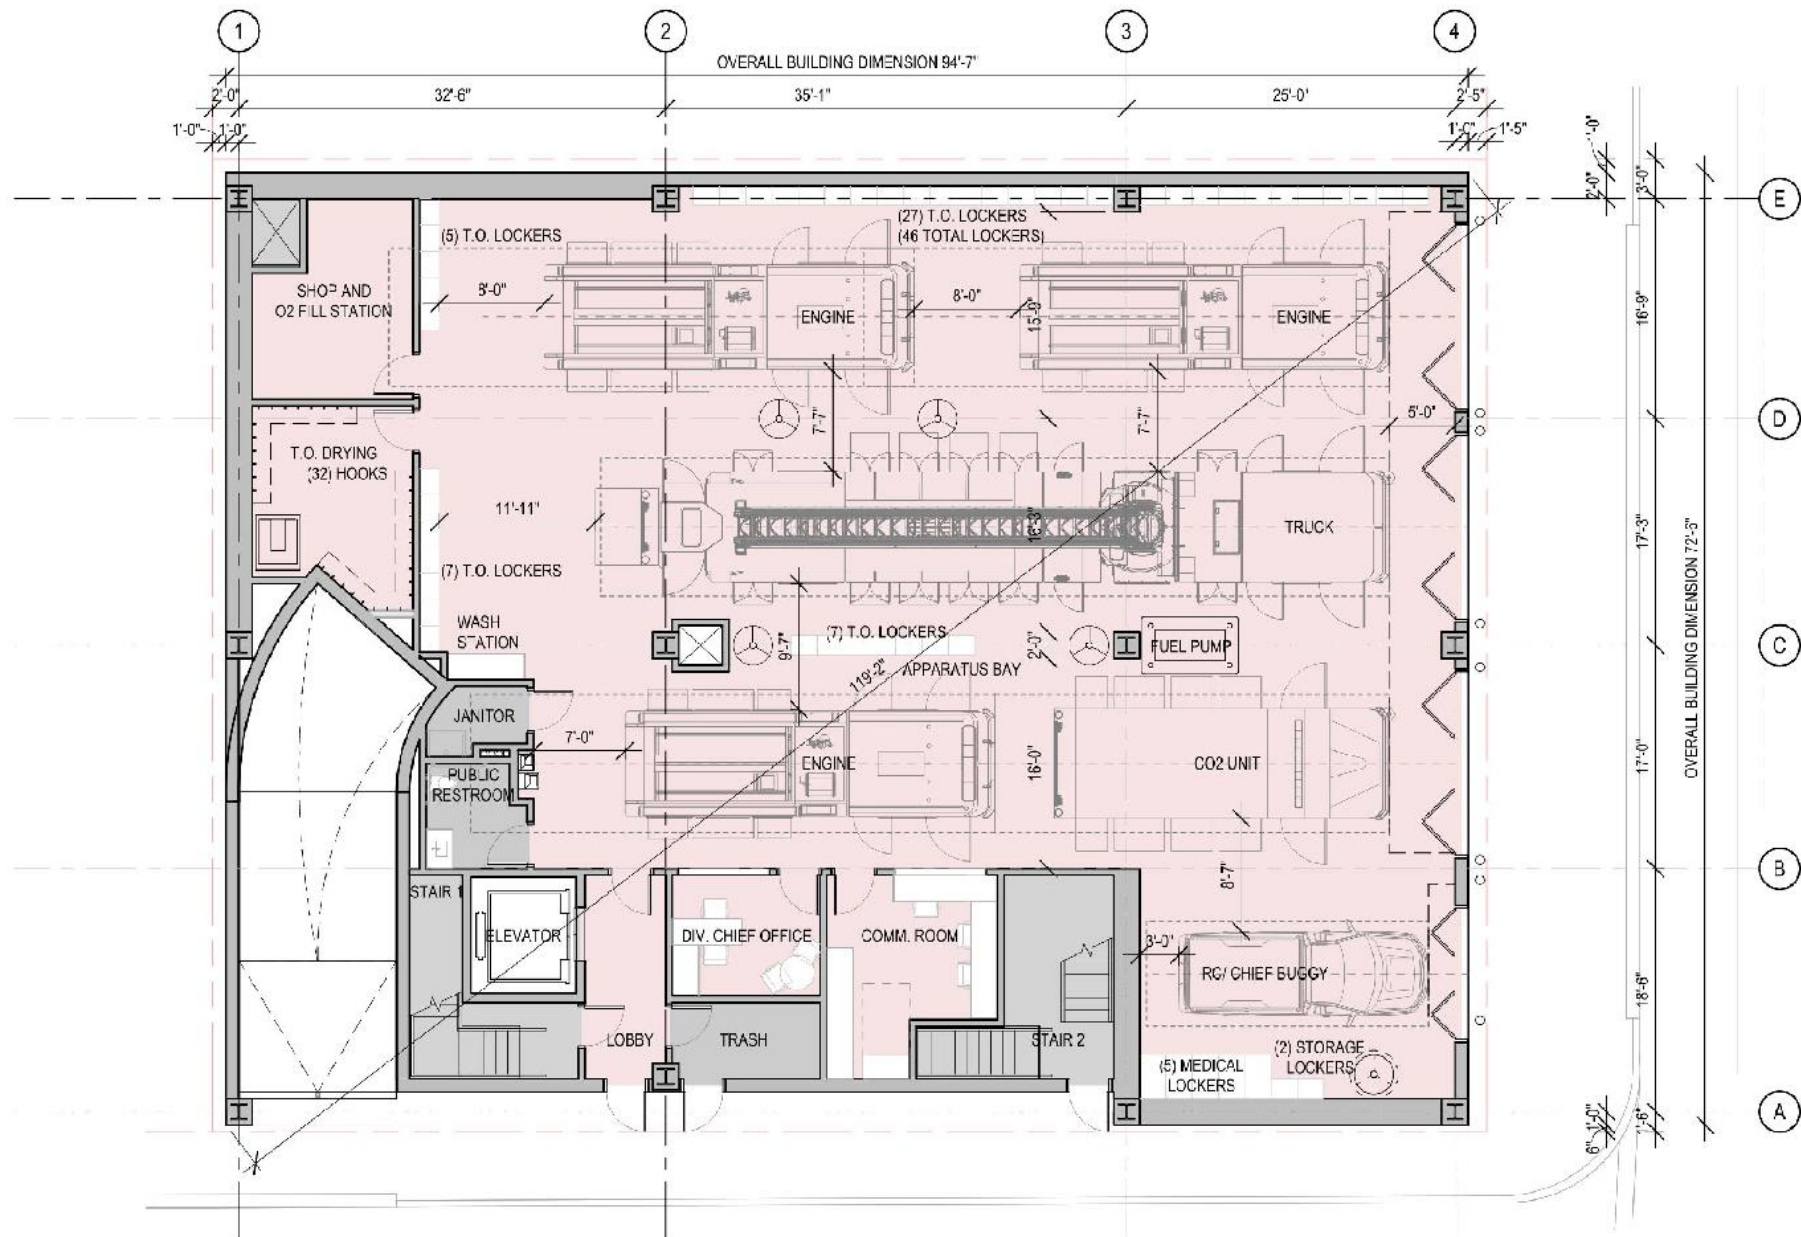 1
2
3
4
OVERALL BUILDING DIMENSION 94'-7"
2'-0"
32'-6"
35'-1"
25'-0"
2'-5"
1'-0"
1'-0"
1'-0"
1'-5"
2'-0"
3'-0"
E
(5) T.O. LOCKERS
(27) T.O. LOCKERS
(46 TOTAL LOCKERS)
SHOP AND
O2 FILL STATION
8'-0"
ENGINE
8'-0"
15'-9"
ENGINE
16'-9"
7'-7"
7'-7"
5'-0"
D
T.O. DRYING
(32) HOOKS
11'-11"
16'-3"
TRUCK
17'-3"
OVERALL BUILDING DIMENSION 72'-6"
(7) T.O. LOCKERS
WASH
STATION
9'-7"
(7) T.O. LOCKERS
2'-0"
FUEL PUMP
C
119'-2"
APPARATUS BAY
JANITOR
7'-0"
ENGINE
16'-0"
CO2 UNIT
17'-0"
PUBLIC
RESTROOM
8'-7"
B
STAIR 1
ELEVATOR
DIV. CHIEF OFFICE
COMM. ROOM
3'-0"
RC/ CHIEF BUGGY
18'-6"
LOBBY
TRASH
STAIR 2
(5) MEDICAL
LOCKERS
(2) STORAGE
LOCKERS
1'-0"
6"
1'-6"
A